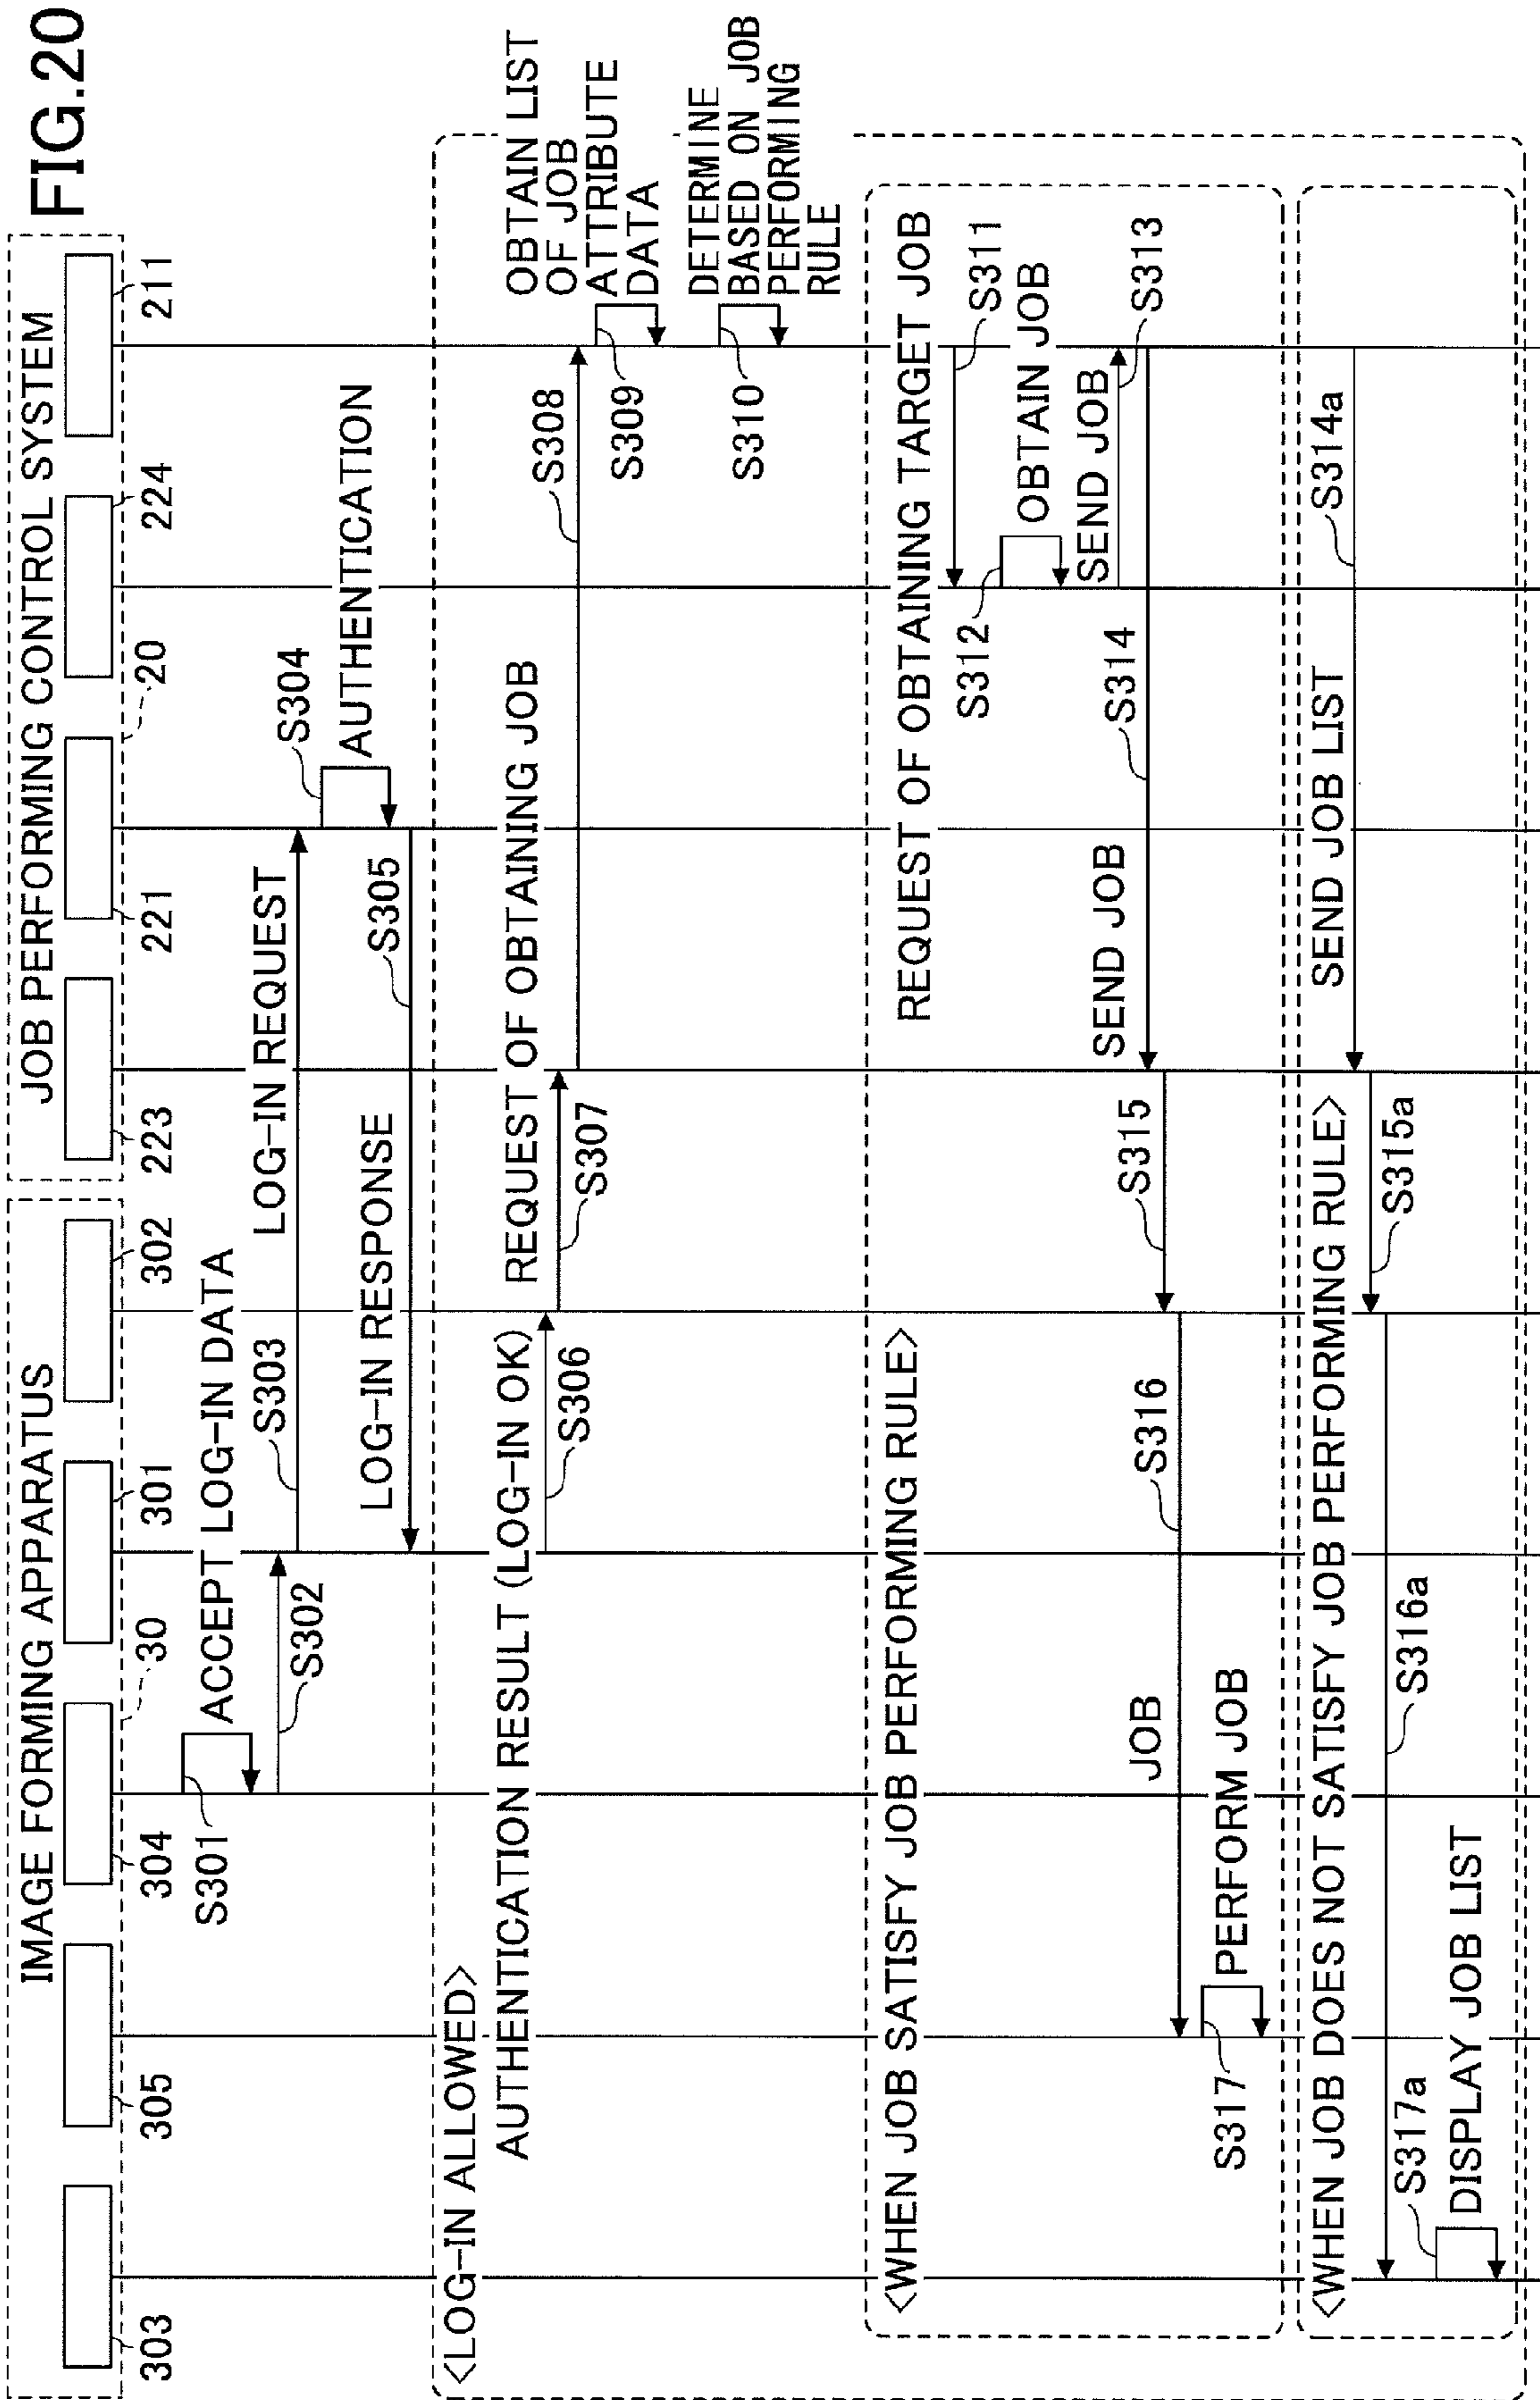 FIG.20
IMAGE FORMING APPARATUS
JOB PERFORMING CONTROL SYSTEM
303
305
304
30
301
302
223
221
20
224
211
S301
ACCEPT LOG-IN DATA
S302
S303
LOG-IN REQUEST
S304
AUTHENTICATION
LOG-IN RESPONSE
S305
<LOG-IN ALLOWED>
AUTHENTICATION RESULT (LOG-IN OK)
S306
REQUEST OF OBTAINING JOB
S307
S308
OBTAIN LIST
OF JOB
ATTRIBUTE
DATA
S309
DETERMINE
BASED ON JOB
PERFORMING
RULE
S310
<WHEN JOB SATISFY JOB PERFORMING RULE>
REQUEST OF OBTAINING TARGET JOB
S311
S312
OBTAIN JOB
SEND JOB
S313
SEND JOB
S314
S315
JOB
S316
S317
PERFORM JOB
<WHEN JOB DOES NOT SATISFY JOB PERFORMING RULE>
SEND JOB LIST
S314a
S315a
S316a
S317a
DISPLAY JOB LIST